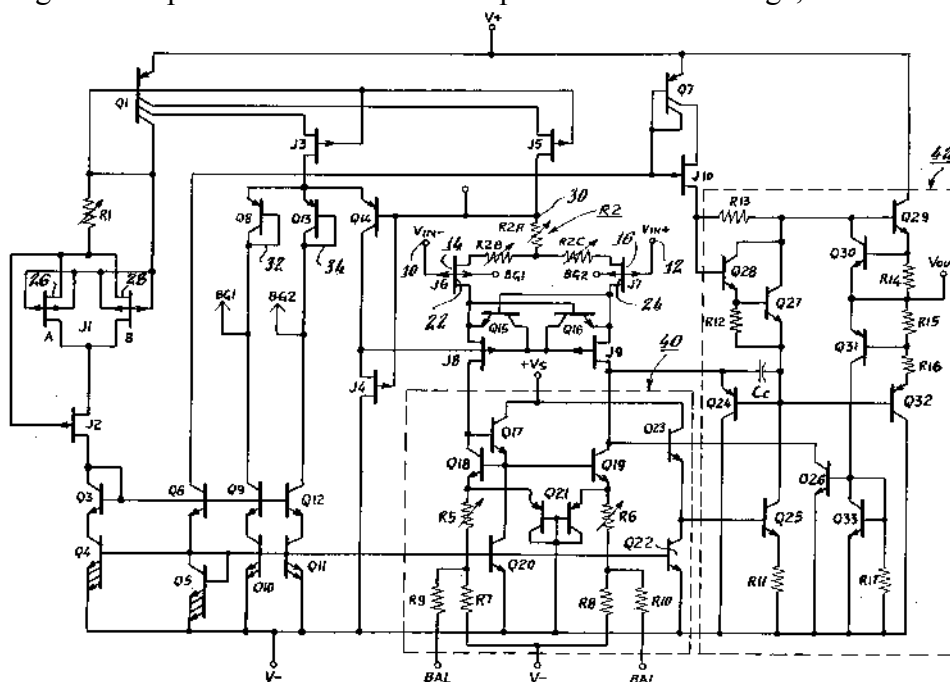 V+
Q1
Q7
42
J3
J5
J10
R13
Q29
R1
Q8
Q13
Q14
30
R2A
R2
Q30
R14
VOUT
32
34
VIN-
14
R2B
R2C
16
VIN+
10
12
Q28
26
28
J6
BG1
BG2
J7
Q27
A
J1
B
BG1
BG2
22
24
R12
R15
Q15
Q16
Q31
J8
J9
40
R16
J4
+VS
CC
Q24
Q32
J2
Q17
Q23
Q18
Q19
Q26
Q3
Q6
Q9
Q12
R5
Q21
R6
Q25
Q33
Q4
Q5
Q10
Q11
Q20
Q22
R11
R17
R9
R7
R8
R10
V-
BAL
V-
BAL